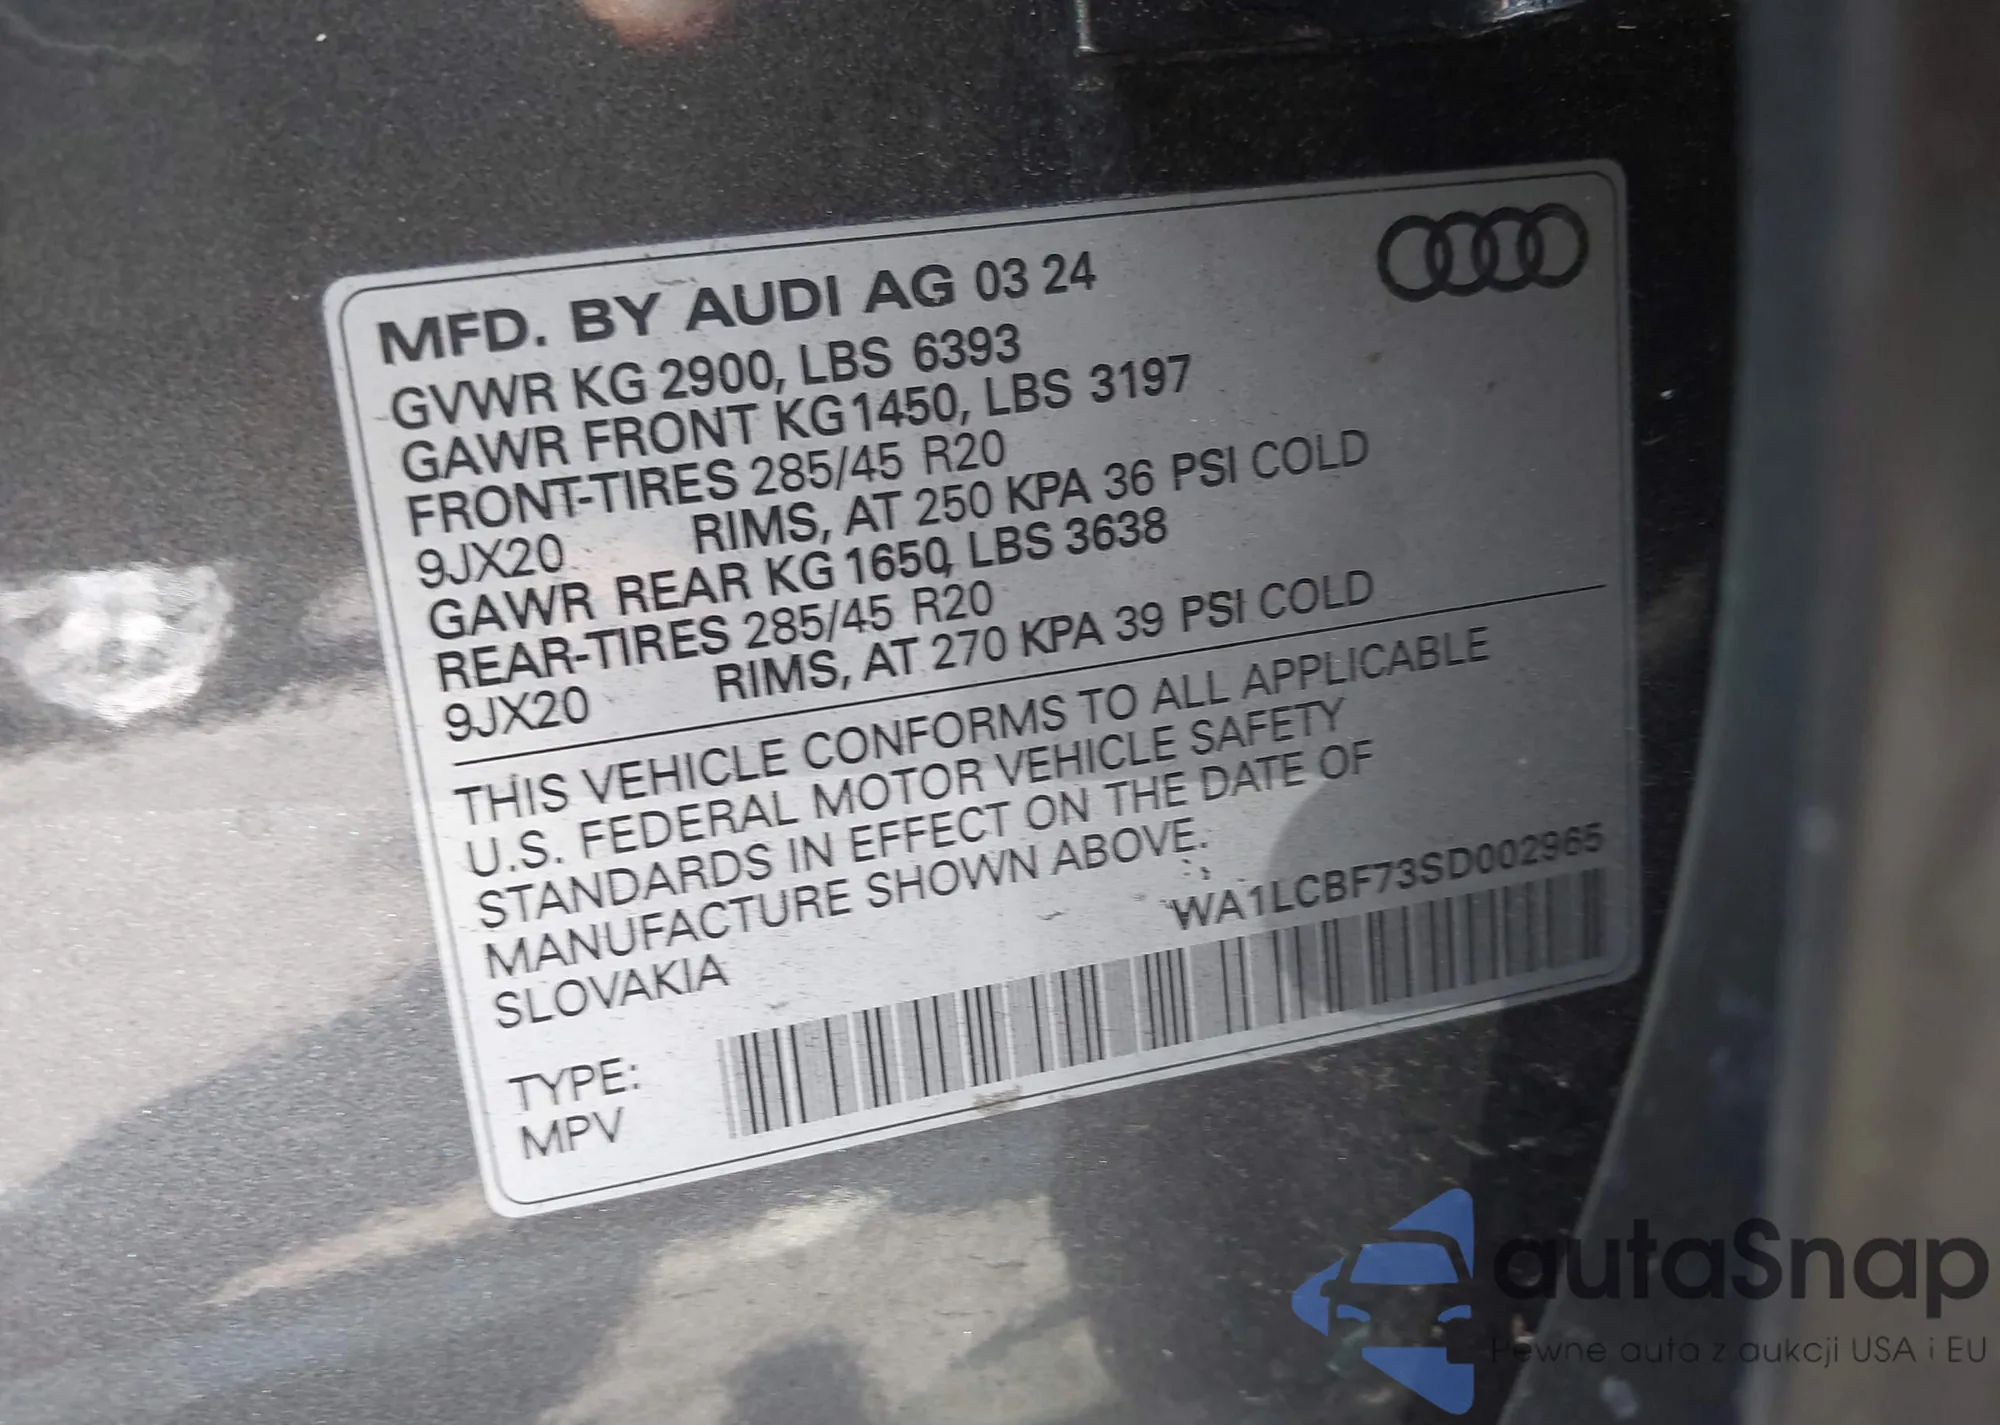 MFD. BY AUDI AG 03 24
GVWR KG 2900, LBS 6393
GAWR FRONT KG 1450, LBS 3197
FRONT-TIRES 285/45 R20
9JX20 RIMS, AT 250 KPA 36 PSI COLD
GAWR REAR KG 1650, LBS 3638
REAR-TIRES 285/45 R20
9JX20 RIMS, AT 270 KPA 39 PSI COLD
THIS VEHICLE CONFORMS TO ALL APPLICABLE
U.S. FEDERAL MOTOR VEHICLE SAFETY
STANDARDS IN EFFECT ON THE DATE OF
MANUFACTURE SHOWN ABOVE.
SLOVAKIA
WA1LCBF73SD002965
TYPE:
MPV
autaSnap
Pewne auta z aukcji USA i EU